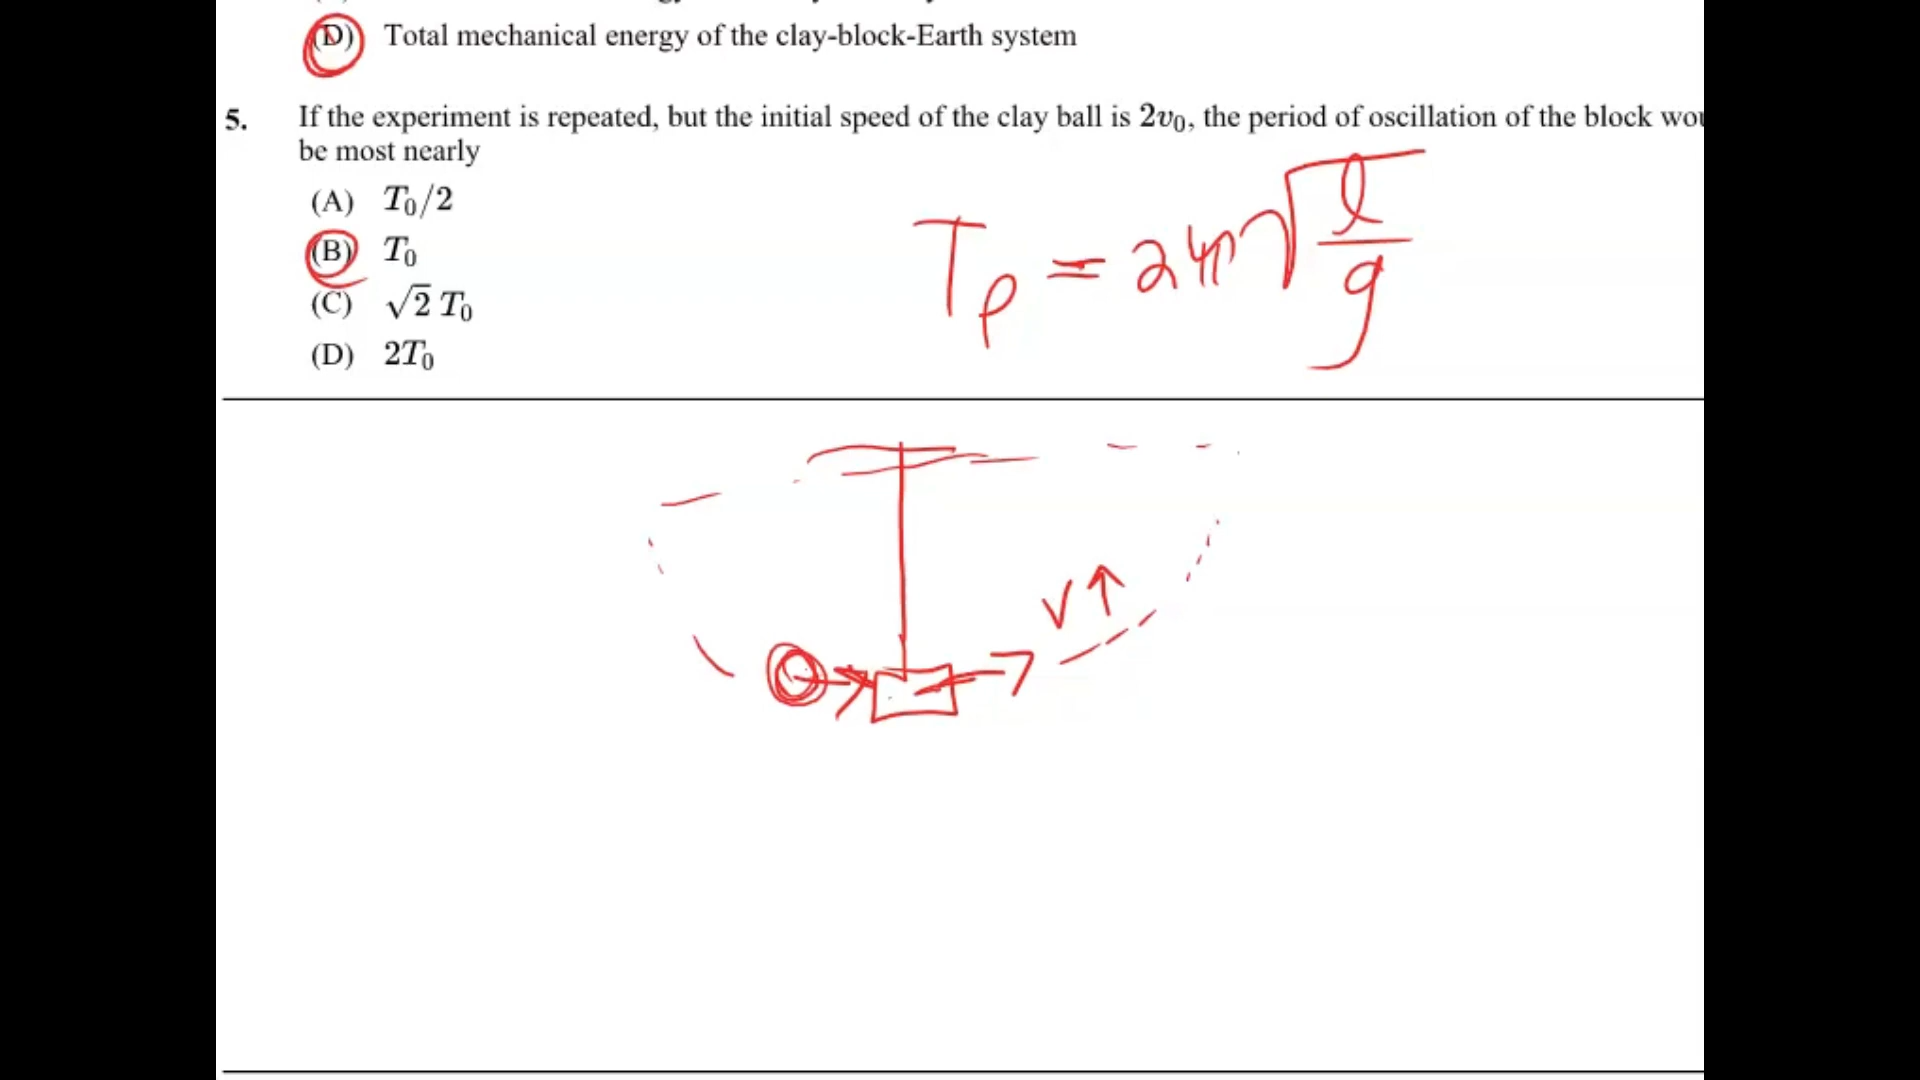 (D) Total mechanical energy of the clay-block-Earth system
5. If the experiment is repeated, but the initial speed of the clay ball is 2v₀, the period of oscillation of the block wou
be most nearly
(A) T₀/2
(B) T₀
(C) √2 T₀
(D) 2T₀
Tₚ = 2π√(l/g)
V↑